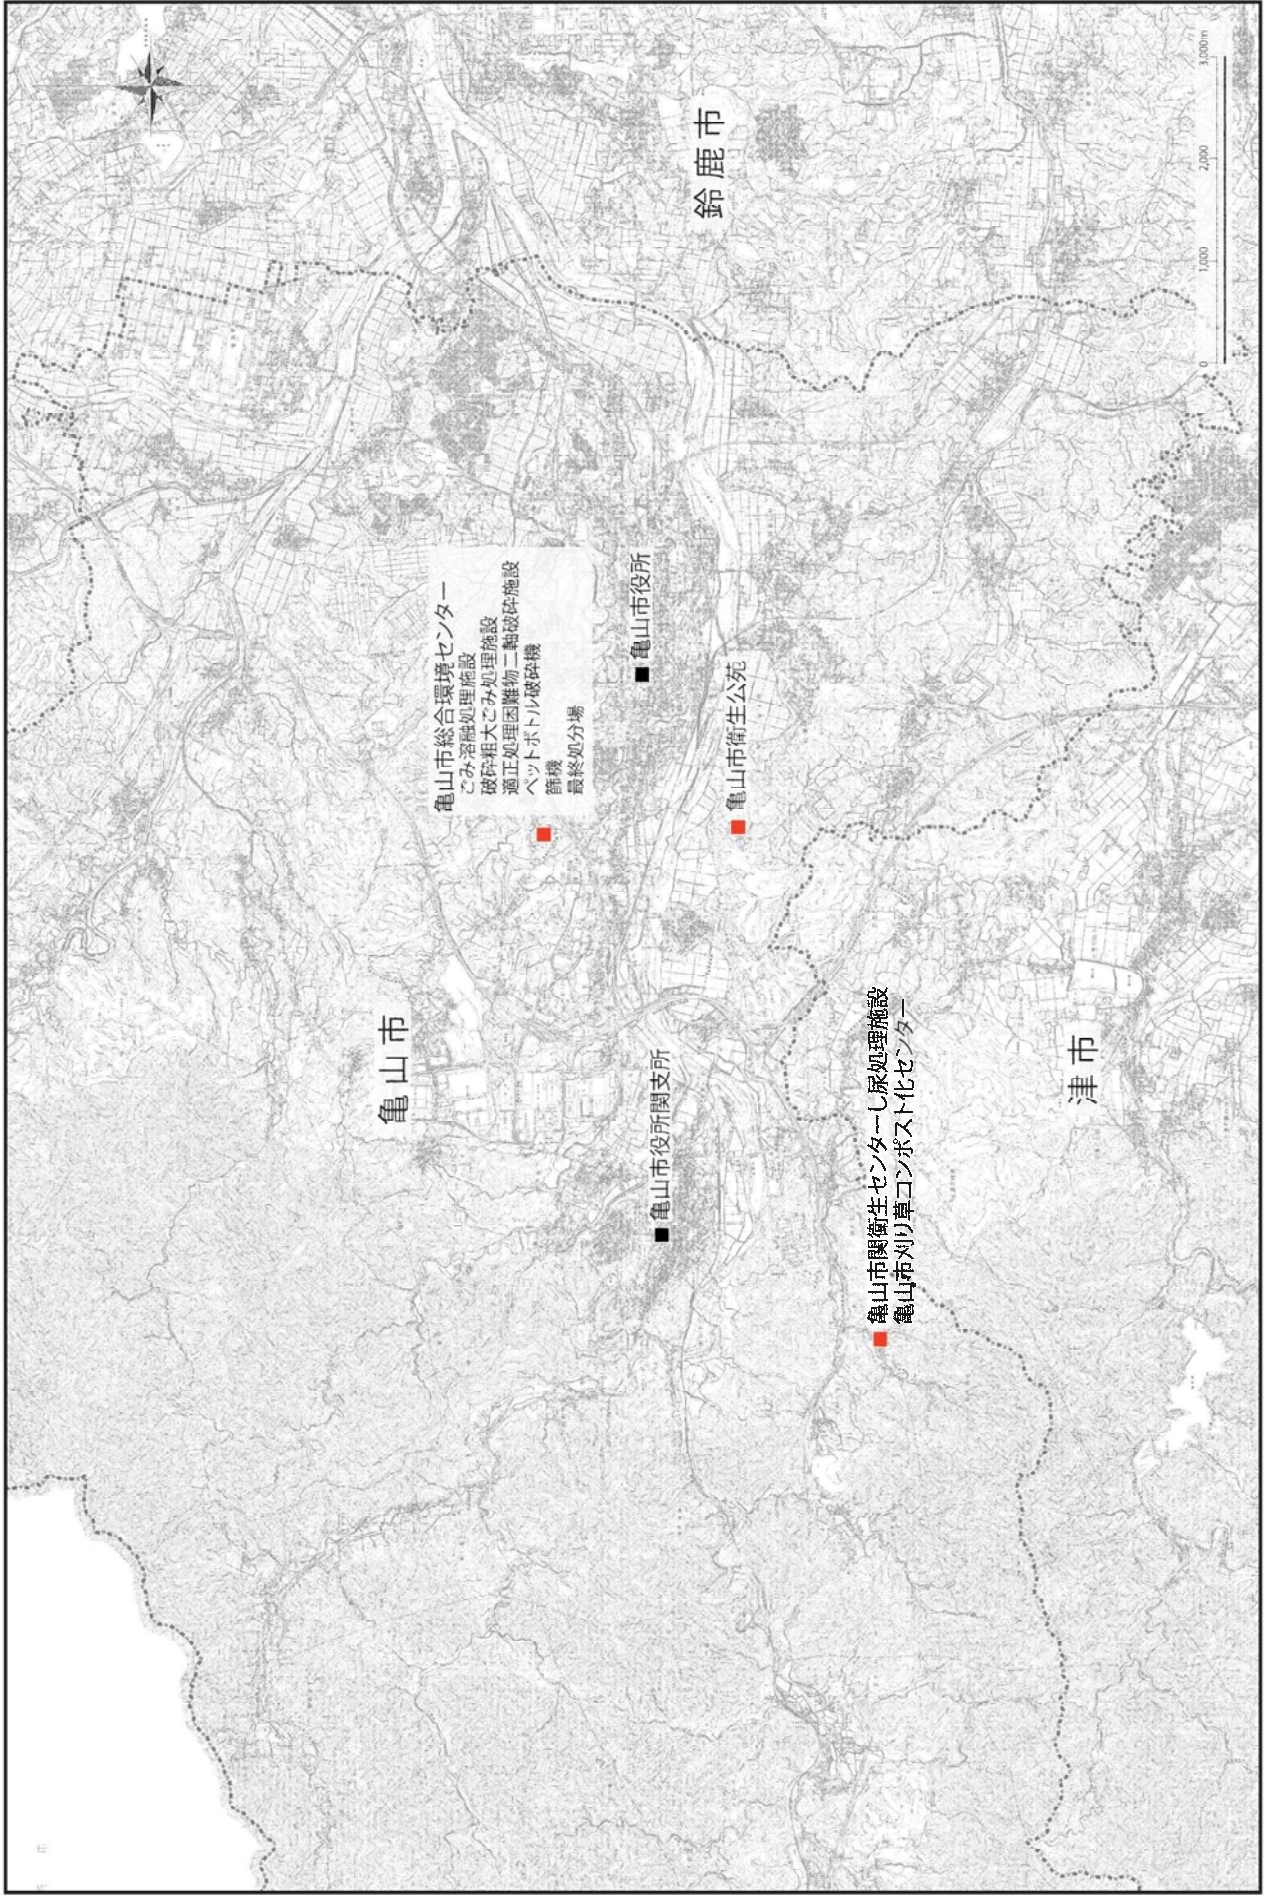 亀山市
鈴鹿市
津市
亀山市総合環境センター
ごみ溶融処理施設
破砕粗大ごみ処理施設
適正処理困難物二軸破砕施設
ペットボトル破砕機
篩機
最終処分場
亀山市役所
亀山市衛生公苑
亀山市役所関支所
亀山市関衛生センターし尿処理施設
亀山市刈り草コンポスト化センター
0 1,000 2,000 3,000m
市